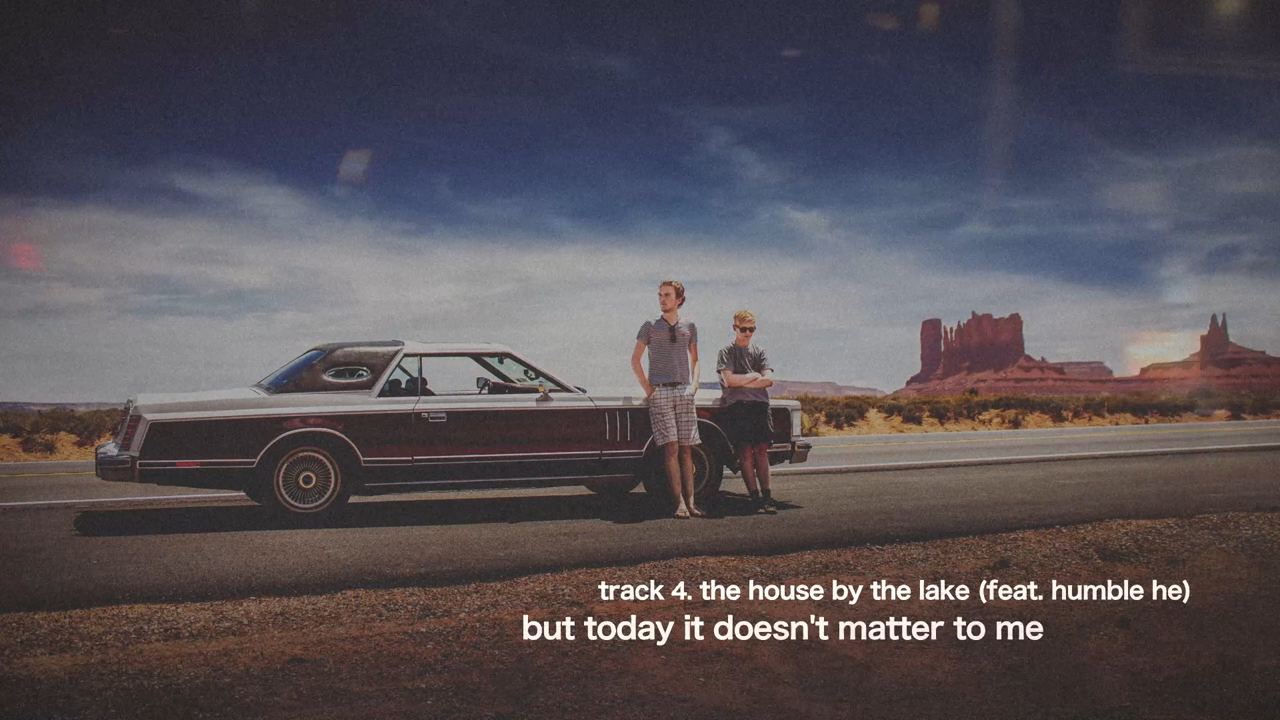 track 4. the house by the lake (feat. humble he)
but today it doesn't matter to me